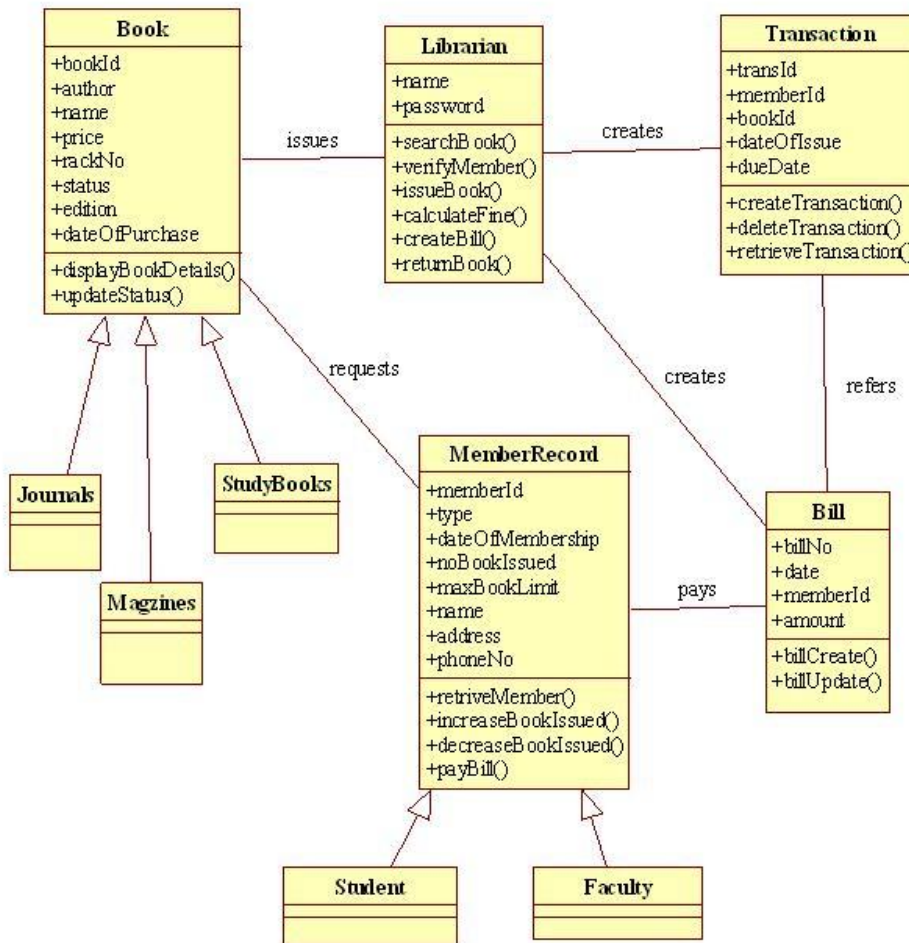 Book
+bookId
+author
+name
+price
+rackNo
+status
+edition
+dateOfPurchase
+displayBookDetails()
+updateStatus()
issues
Librarian
+name
+password
+searchBook()
+verifyMember()
+issueBook()
+calculateFine()
+createBill()
+returnBook()
creates
Transaction
+transId
+memberId
+bookId
+dateOfIssue
+dueDate
+createTransaction()
+deleteTransaction()
+retrieveTransaction()
requests
creates
refers
Journals
StudyBooks
Magzines
MemberRecord
+memberId
+type
+dateOfMembership
+noBookIssued
+maxBookLimit
+name
+address
+phoneNo
+retriveMember()
+increaseBookIssued()
+decreaseBookIssued()
+payBill()
pays
Bill
+billNo
+date
+memberId
+amount
+billCreate()
+billUpdate()
Student
Faculty